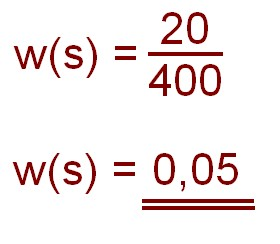 w(s) = 20/400
w(s) = 0,05